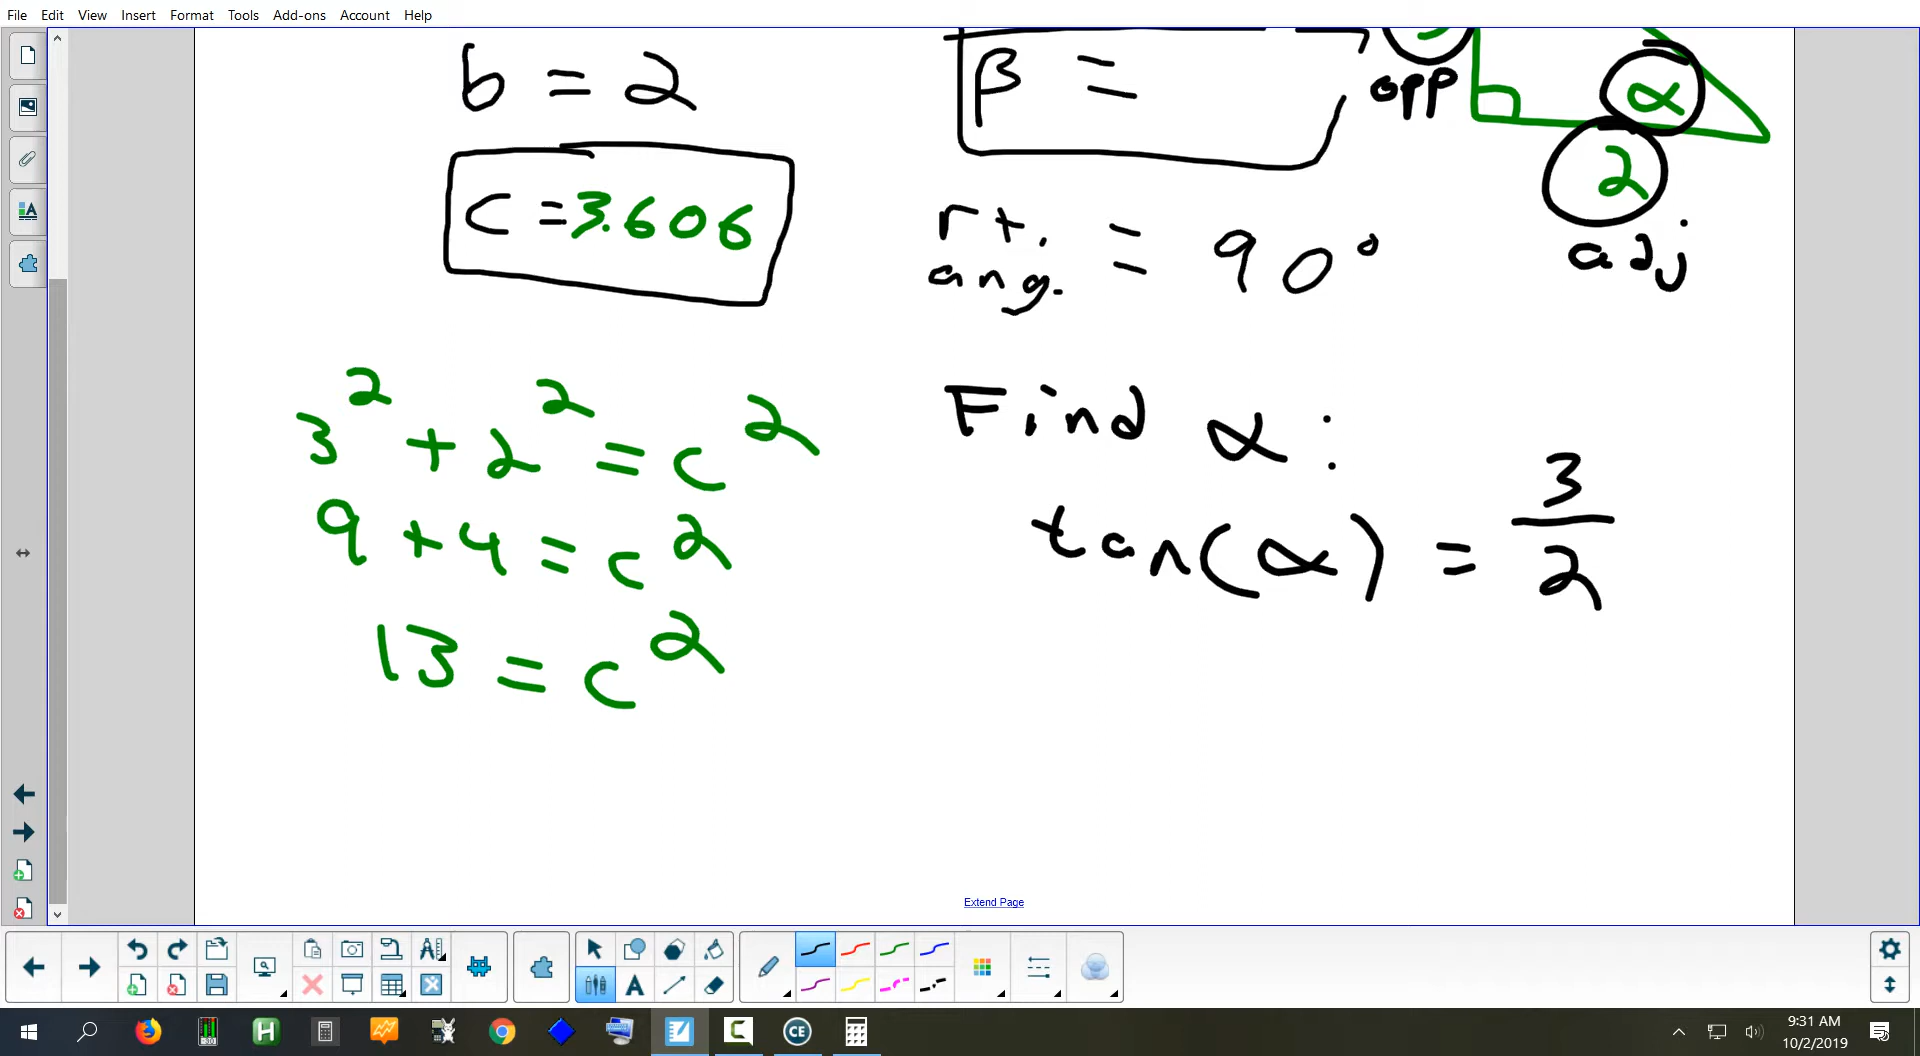 File Edit View Insert Format Tools Add-ons Account Help
b = 2
β =
opp
α
2
adj
c = 3.606
rt. ang. = 90°
3² + 2² = c²
9 + 4 = c²
13 = c²
Find α :
tan(α) = 3/2
Extend Page
A
A
H
CE
9:31 AM
10/2/2019